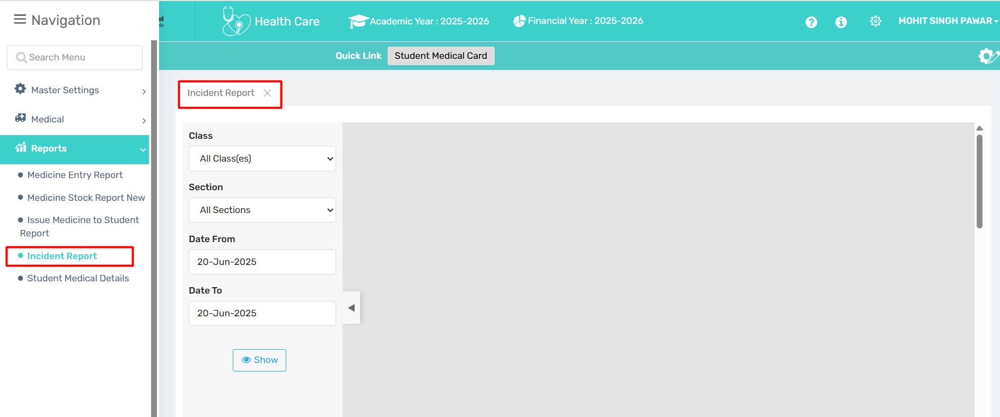 Navigation
Search Menu
Master Settings
Medical
Reports
Medicine Entry Report
Medicine Stock Report New
Issue Medicine to Student
Report
Incident Report
Student Medical Details
ol
da
Health Care
Academic Year : 2025-2026
Financial Year : 2025-2026
MOHIT SINGH PAWAR
Quick Link
Student Medical Card
Incident Report
Class
All Class(es)
Section
All Sections
Date From
20-Jun-2025
Date To
20-Jun-2025
Show